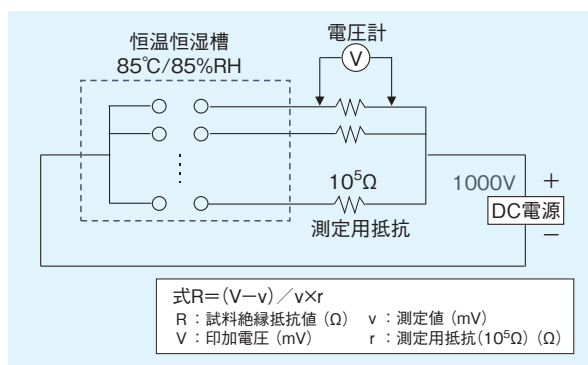 恒温恒湿槽
85℃/85%RH
電圧計
V
10⁵Ω
測定用抵抗
1000V
+
DC電源
−
式R=(V−v)/v×r
R:試料絶縁抵抗値(Ω) v:測定値(mV)
V:印加電圧(mV) r:測定用抵抗(10⁵Ω)(Ω)